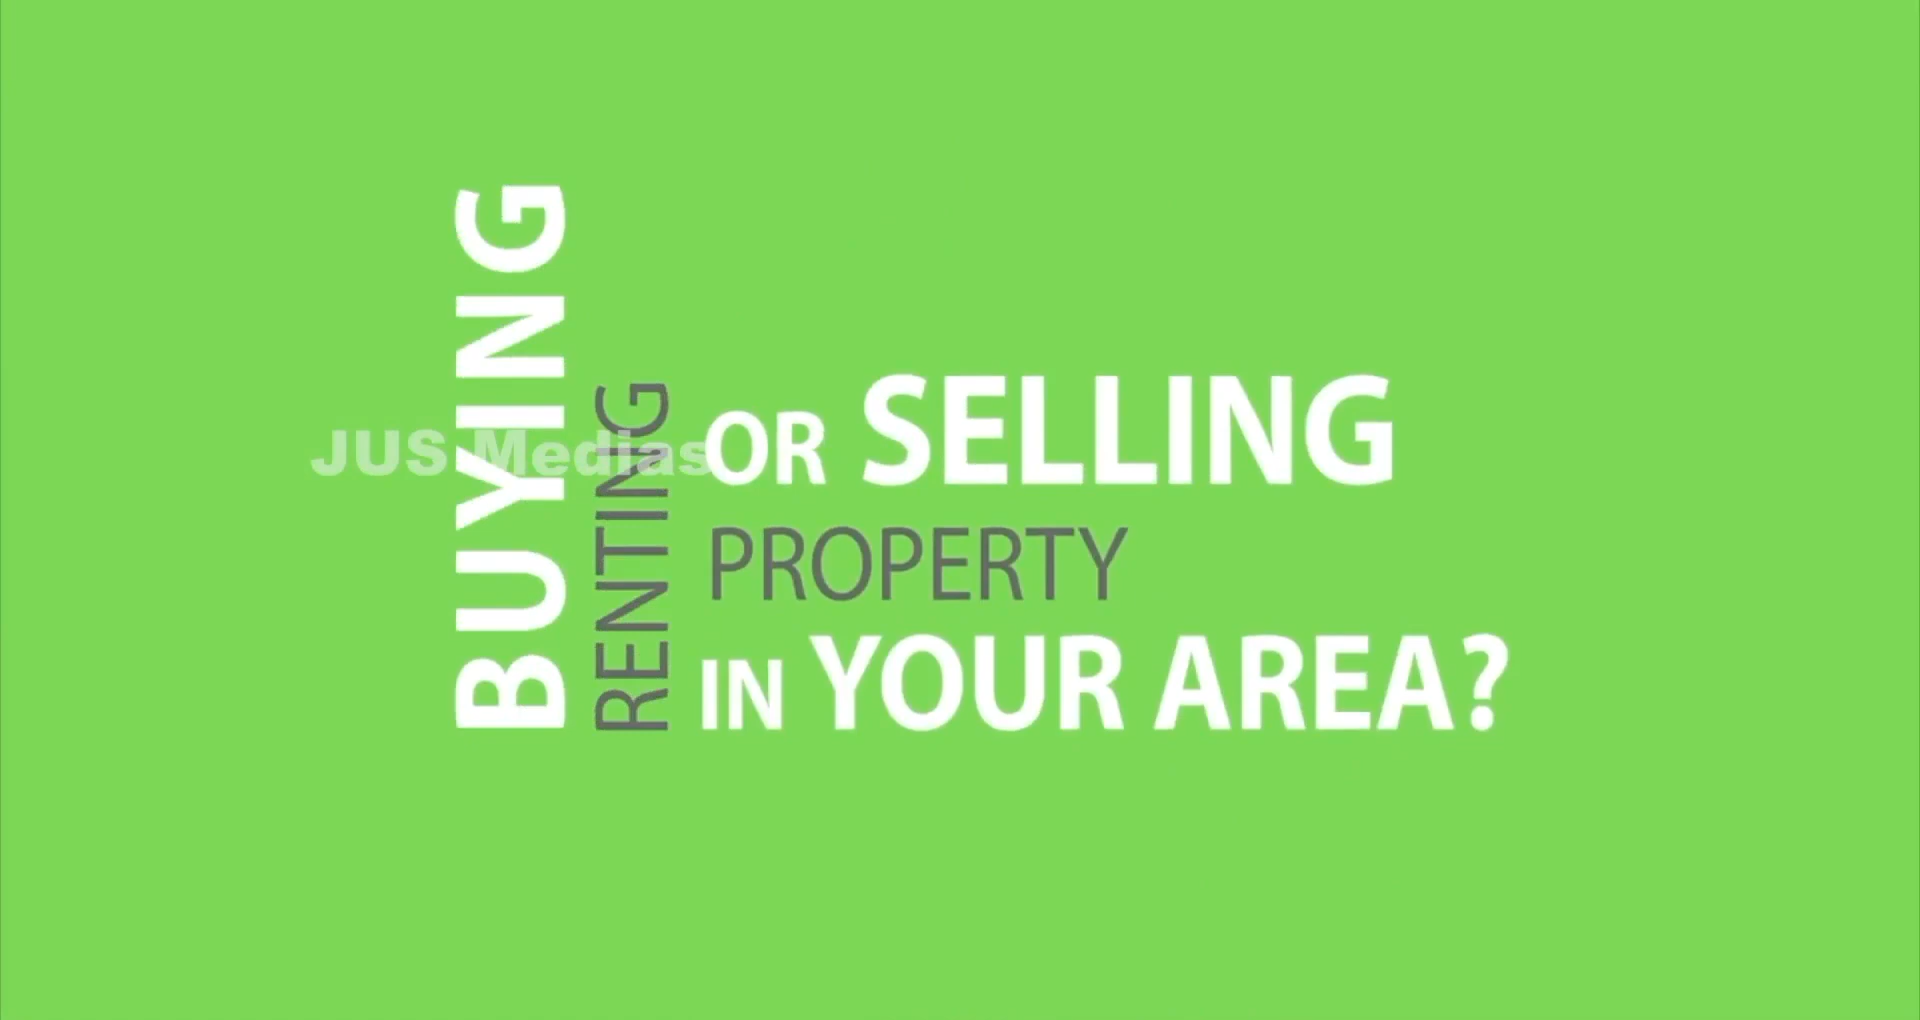 BUYING
RENTING
OR SELLING
PROPERTY
IN YOUR AREA?
JUS Medias